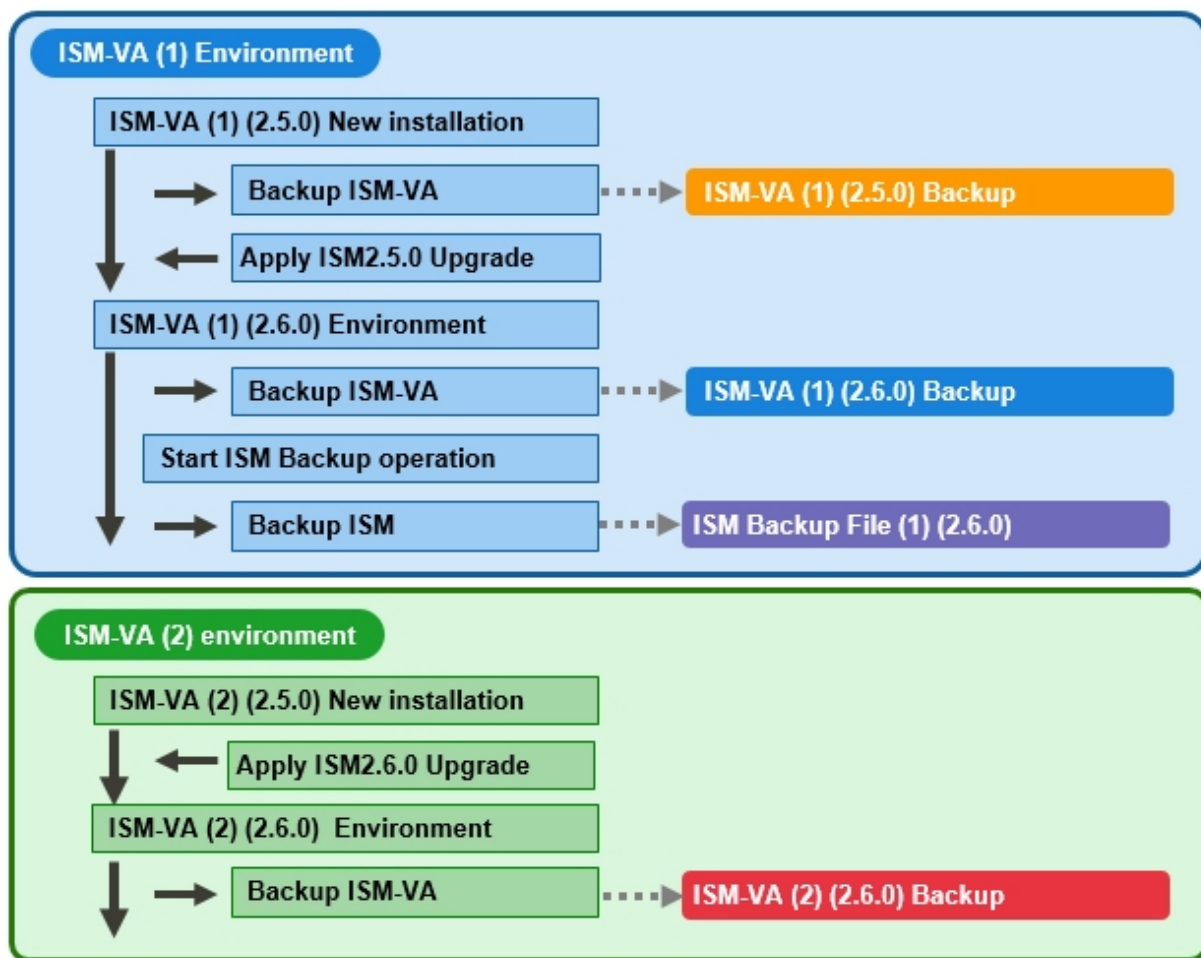 ISM-VA (1) Environment
ISM-VA (1) (2.5.0) New installation
Backup ISM-VA
ISM-VA (1) (2.5.0) Backup
Apply ISM2.5.0 Upgrade
ISM-VA (1) (2.6.0) Environment
Backup ISM-VA
ISM-VA (1) (2.6.0) Backup
Start ISM Backup operation
Backup ISM
ISM Backup File (1) (2.6.0)
ISM-VA (2) environment
ISM-VA (2) (2.5.0) New installation
Apply ISM2.6.0 Upgrade
ISM-VA (2) (2.6.0) Environment
Backup ISM-VA
ISM-VA (2) (2.6.0) Backup